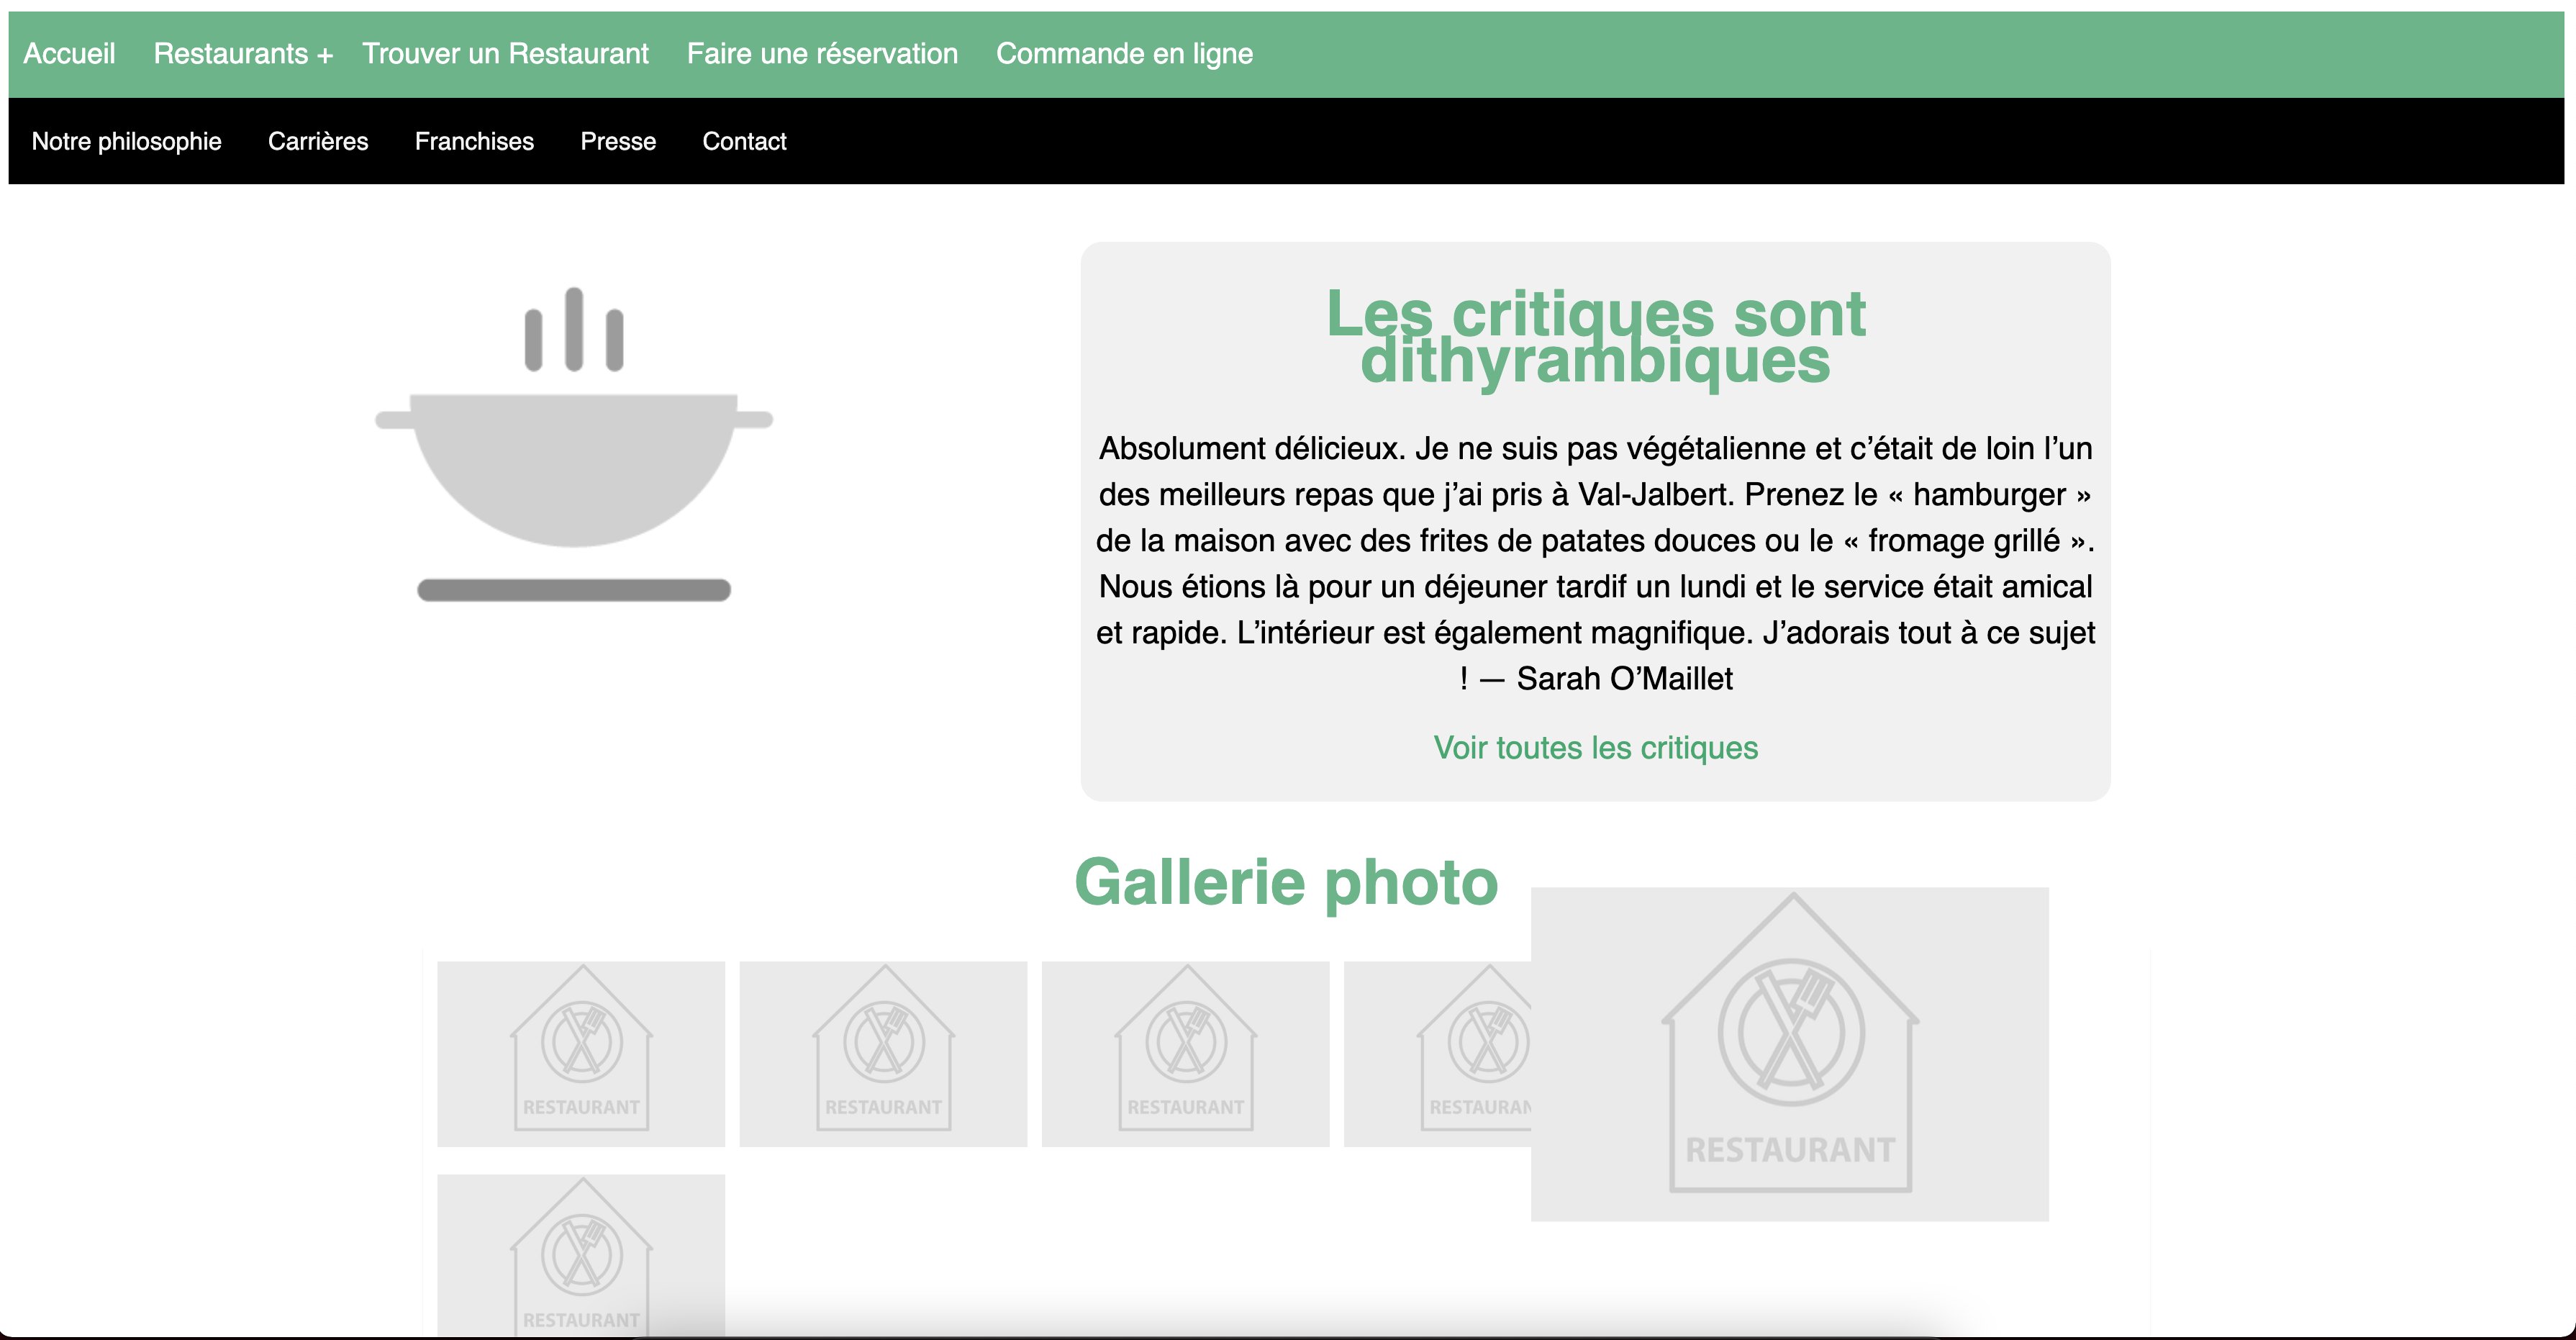 Accueil Restaurants + Trouver un Restaurant Faire une réservation Commande en ligne
Notre philosophie Carrières Franchises Presse Contact
Les critiques sont
dithyrambiques
Absolument délicieux. Je ne suis pas végétalienne et c’était de loin l’un
des meilleurs repas que j’ai pris à Val-Jalbert. Prenez le « hamburger »
de la maison avec des frites de patates douces ou le « fromage grillé ».
Nous étions là pour un déjeuner tardif un lundi et le service était amical
et rapide. L’intérieur est également magnifique. J’adorais tout à ce sujet
! — Sarah O’Maillet
Voir toutes les critiques
Gallerie photo
RESTAURANT
RESTAURANT
RESTAURANT
RESTAURAN
RESTAURANT
RESTAURANT